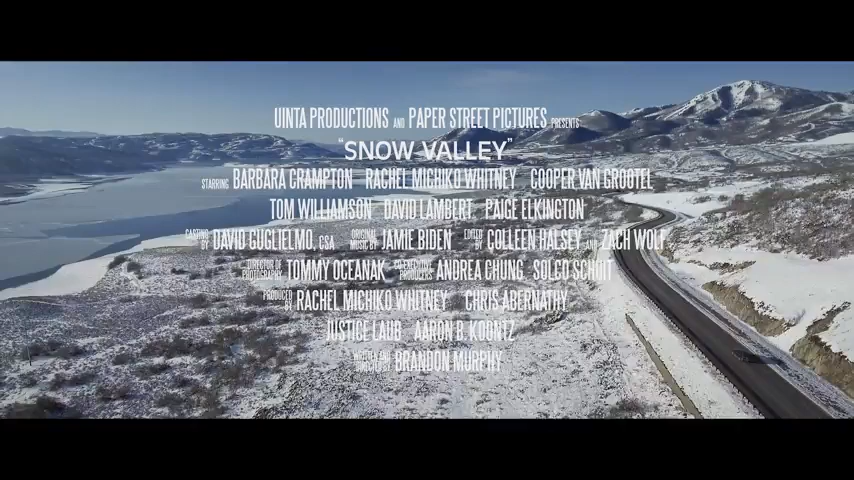 UINTA PRODUCTIONS AND PAPER STREET PICTURES PRESENTS
"SNOW VALLEY"
STARRING BARBARA CRAMPTON RACHEL MICHIKO WHITNEY COOPER VAN GROOTEL
TOM WILLIAMSON DAVID LAMBERT PAIGE ELKINGTON
CASTING BY DAVID GUGLIELMO, CSA ORIGINAL MUSIC BY JAMIE BIDEN EDITED BY COLLEEN HALSEY AND ZACH WOLF
DIRECTOR OF PHOTOGRAPHY TOMMY OCEANAK CO-EXECUTIVE PRODUCERS ANDREA CHUNG
PRODUCED BY RACHEL MICHIKO WHITNEY CHRIS ABERNATHY
JUSTICE LAUB AARON B. KOONTZ
WRITTEN AND DIRECTED BY BRANDON MURPHY